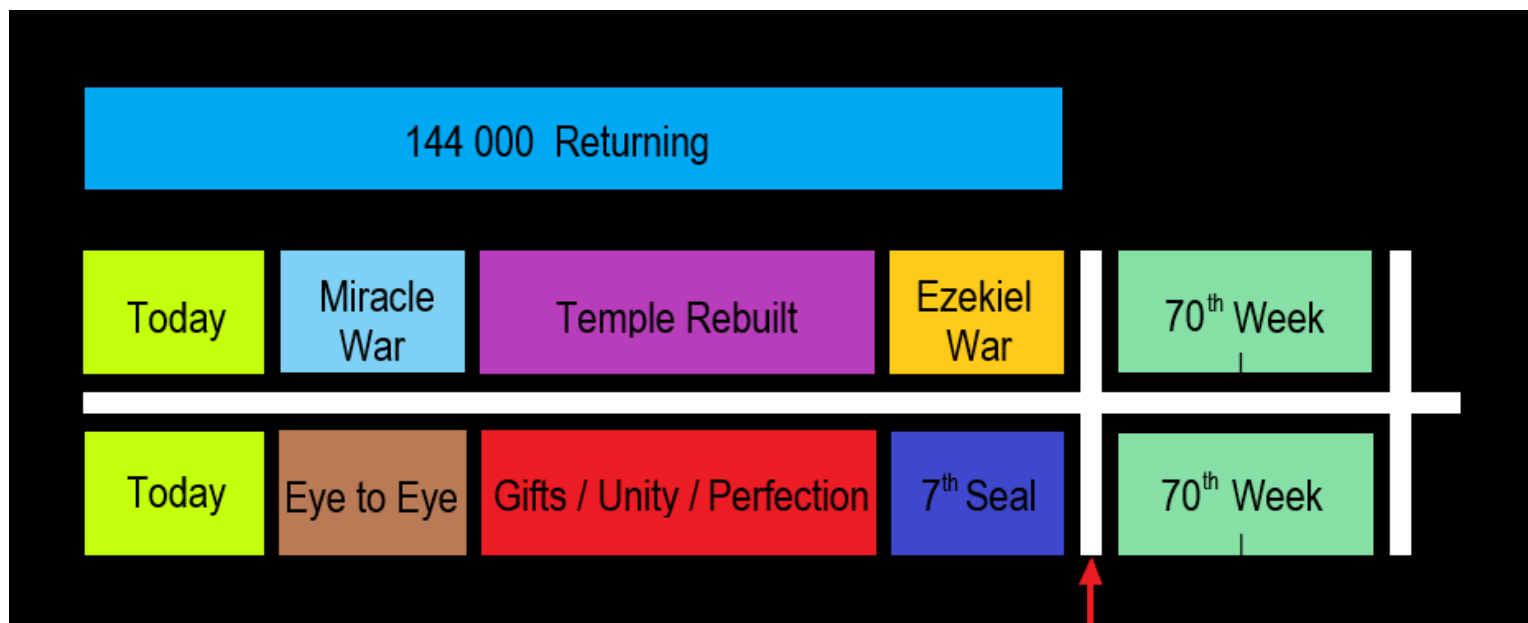 144 000 Returning
Today
Miracle
War
Temple Rebuilt
Ezekiel
War
70th Week
Today
Eye to Eye
Gifts / Unity / Perfection
7th Seal
70th Week